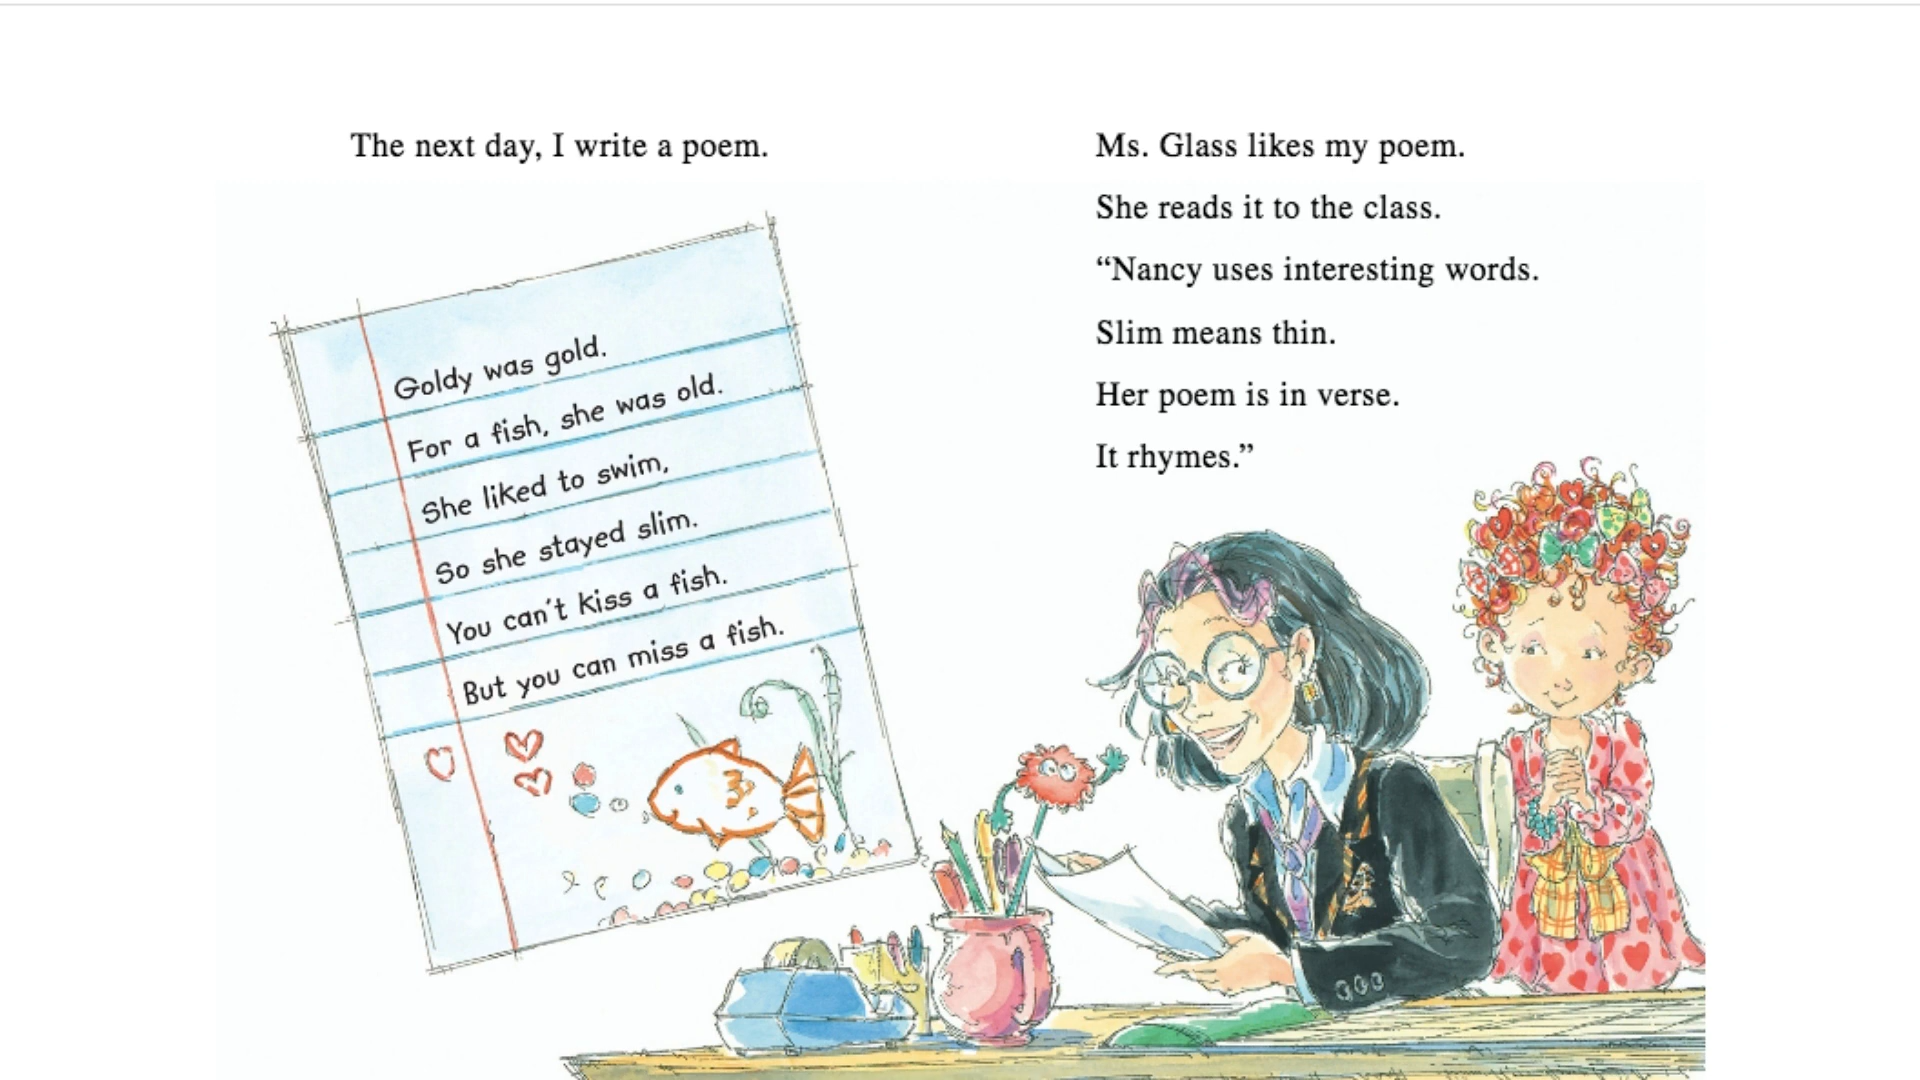 The next day, I write a poem.
Goldy was gold.
For a fish, she was old.
She liked to swim,
So she stayed slim.
You can't kiss a fish.
But you can miss a fish.
Ms. Glass likes my poem.
She reads it to the class.
“Nancy uses interesting words.
Slim means thin.
Her poem is in verse.
It rhymes.”